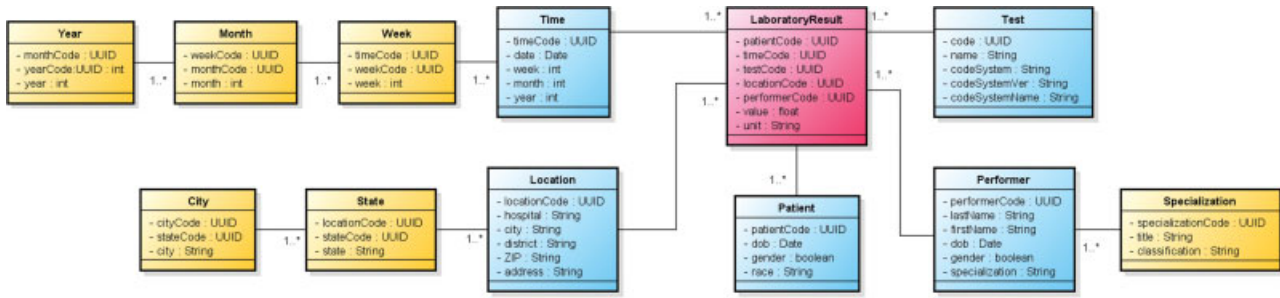 Year
- monthCode : UUID
- yearCode:UUID : int
- year : int
1..*
Month
- weekCode : UUID
- monthCode : UUID
- month : int
1..*
Week
- timeCode : UUID
- weekCode : UUID
- week : int
1..*
Time
- timeCode : UUID
- date : Date
- week : int
- month : int
- year : int
1..*
LaboratoryResult
- patientCode : UUID
- timeCode : UUID
- testCode : UUID
- locationCode : UUID
- performerCode : UUID
- value : float
- unit : String
1..*
1..*
1..*
Test
- code : UUID
- name : String
- codeSystem : String
- codeSystemVer : String
- codeSystemName : String
City
- cityCode : UUID
- stateCode : UUID
- city : String
1..*
State
- locationCode : UUID
- stateCode : UUID
- state : String
1..*
Location
- locationCode : UUID
- hospital : String
- city : String
- district : String
- ZIP : String
- address : String
1..*
Patient
- patientCode : UUID
- dob : Date
- gender : boolean
- race : String
Performer
- performerCode : UUID
- lastName : String
- firstName : String
- dob : Date
- gender : boolean
- specialization : String
1..*
Specialization
- specializationCode : UUID
- title : String
- classification : String